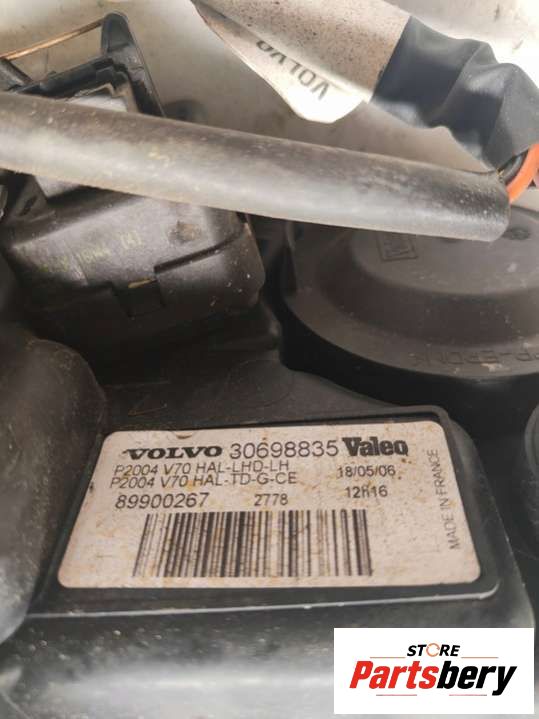 VOLVO
VOLVO 30698835 Valeo
P2004 V70 HAL-LHD-LH 18/05/06
P2004 V70 HAL-TD-G-CE
89900267 2778 12h16
MADE IN FRANCE
STORE
Partsbery